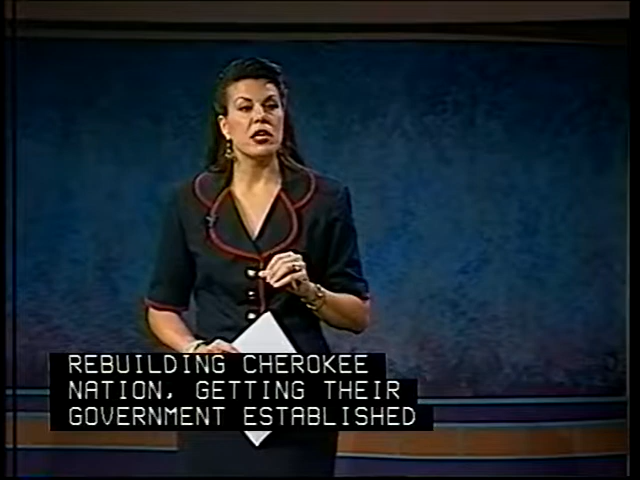 REBUILDING CHEROKEE
NATION, GETTING THEIR
GOVERNMENT ESTABLISHED